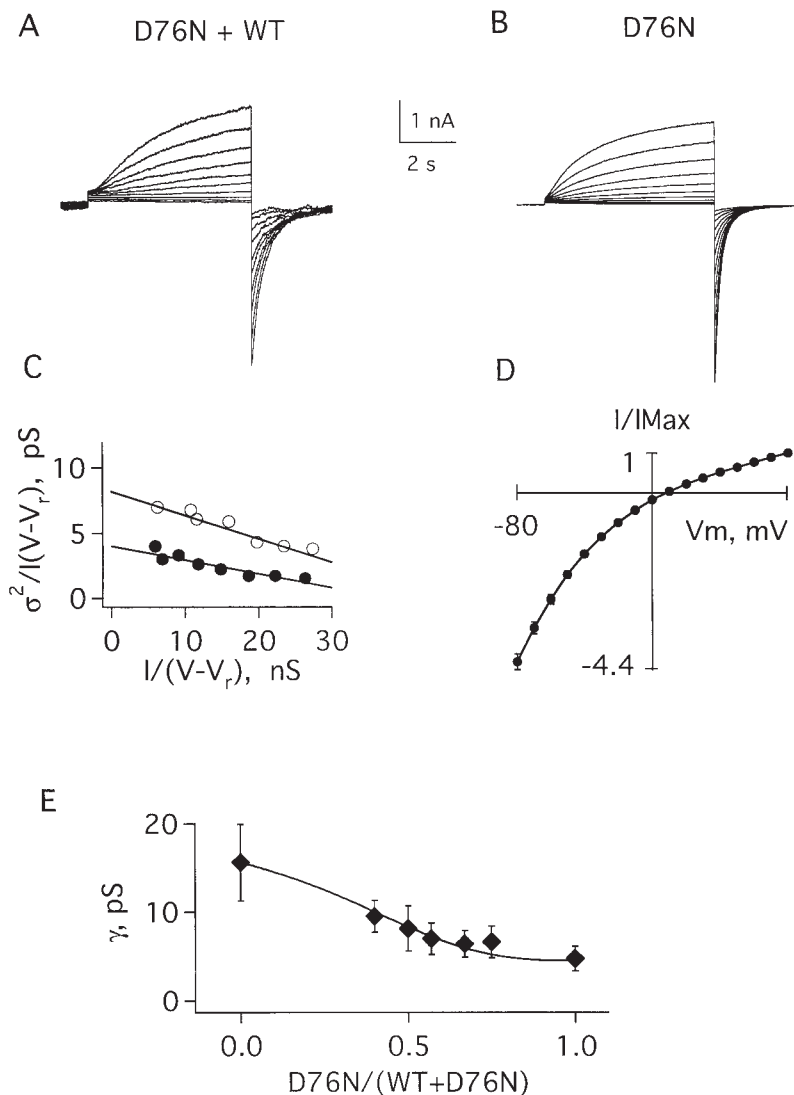 A
D76N + WT
B
D76N
1 nA
2 s
C
σ²/I(V-Vr), pS
10
5
0
0
10
20
30
I/(V-Vr), nS
D
I/IMax
1
-80
Vm, mV
-4.4
E
γ, pS
20
10
0
0.0
0.5
1.0
D76N/(WT+D76N)